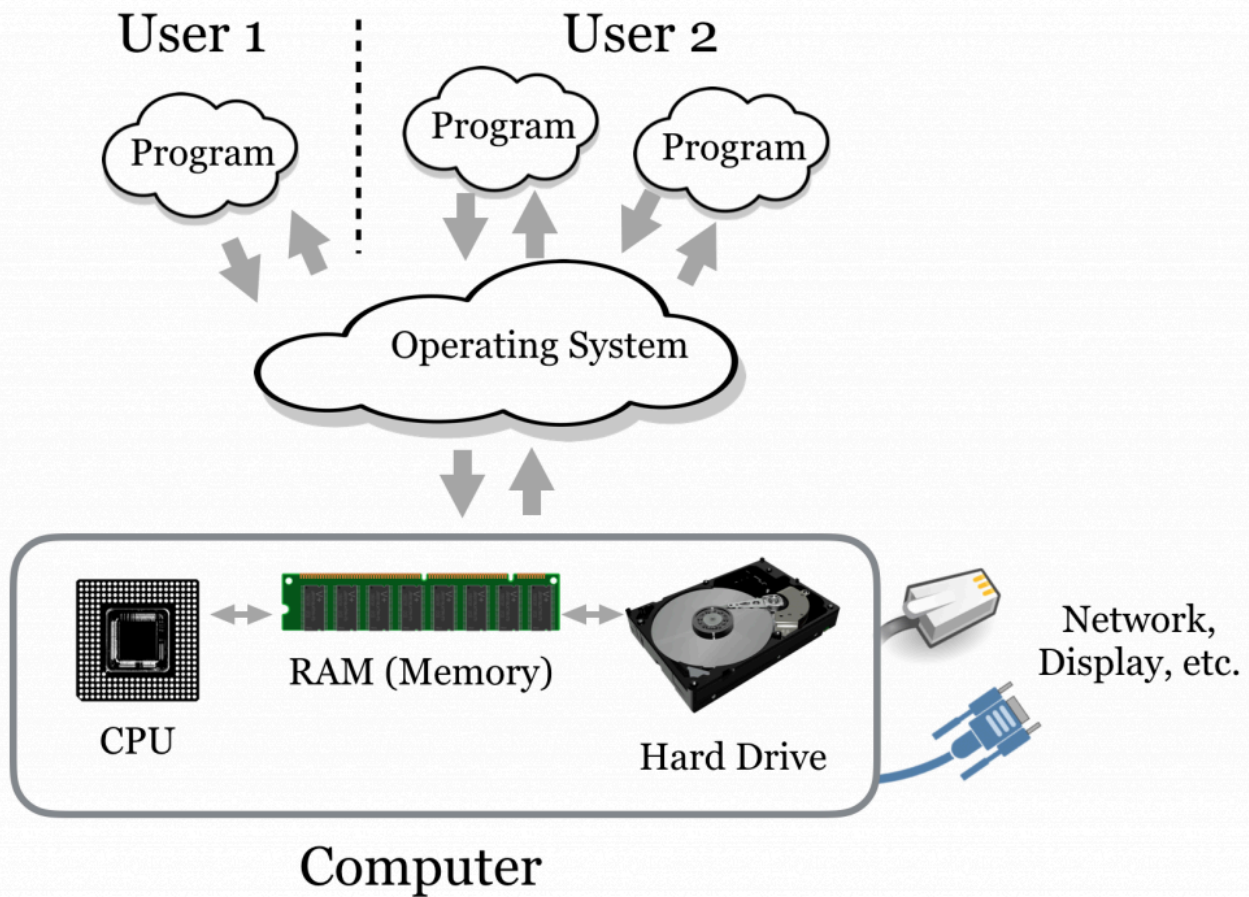 User 1
User 2
Program
Program
Program
Operating System
RAM (Memory)
CPU
Hard Drive
Network,
Display, etc.
Computer